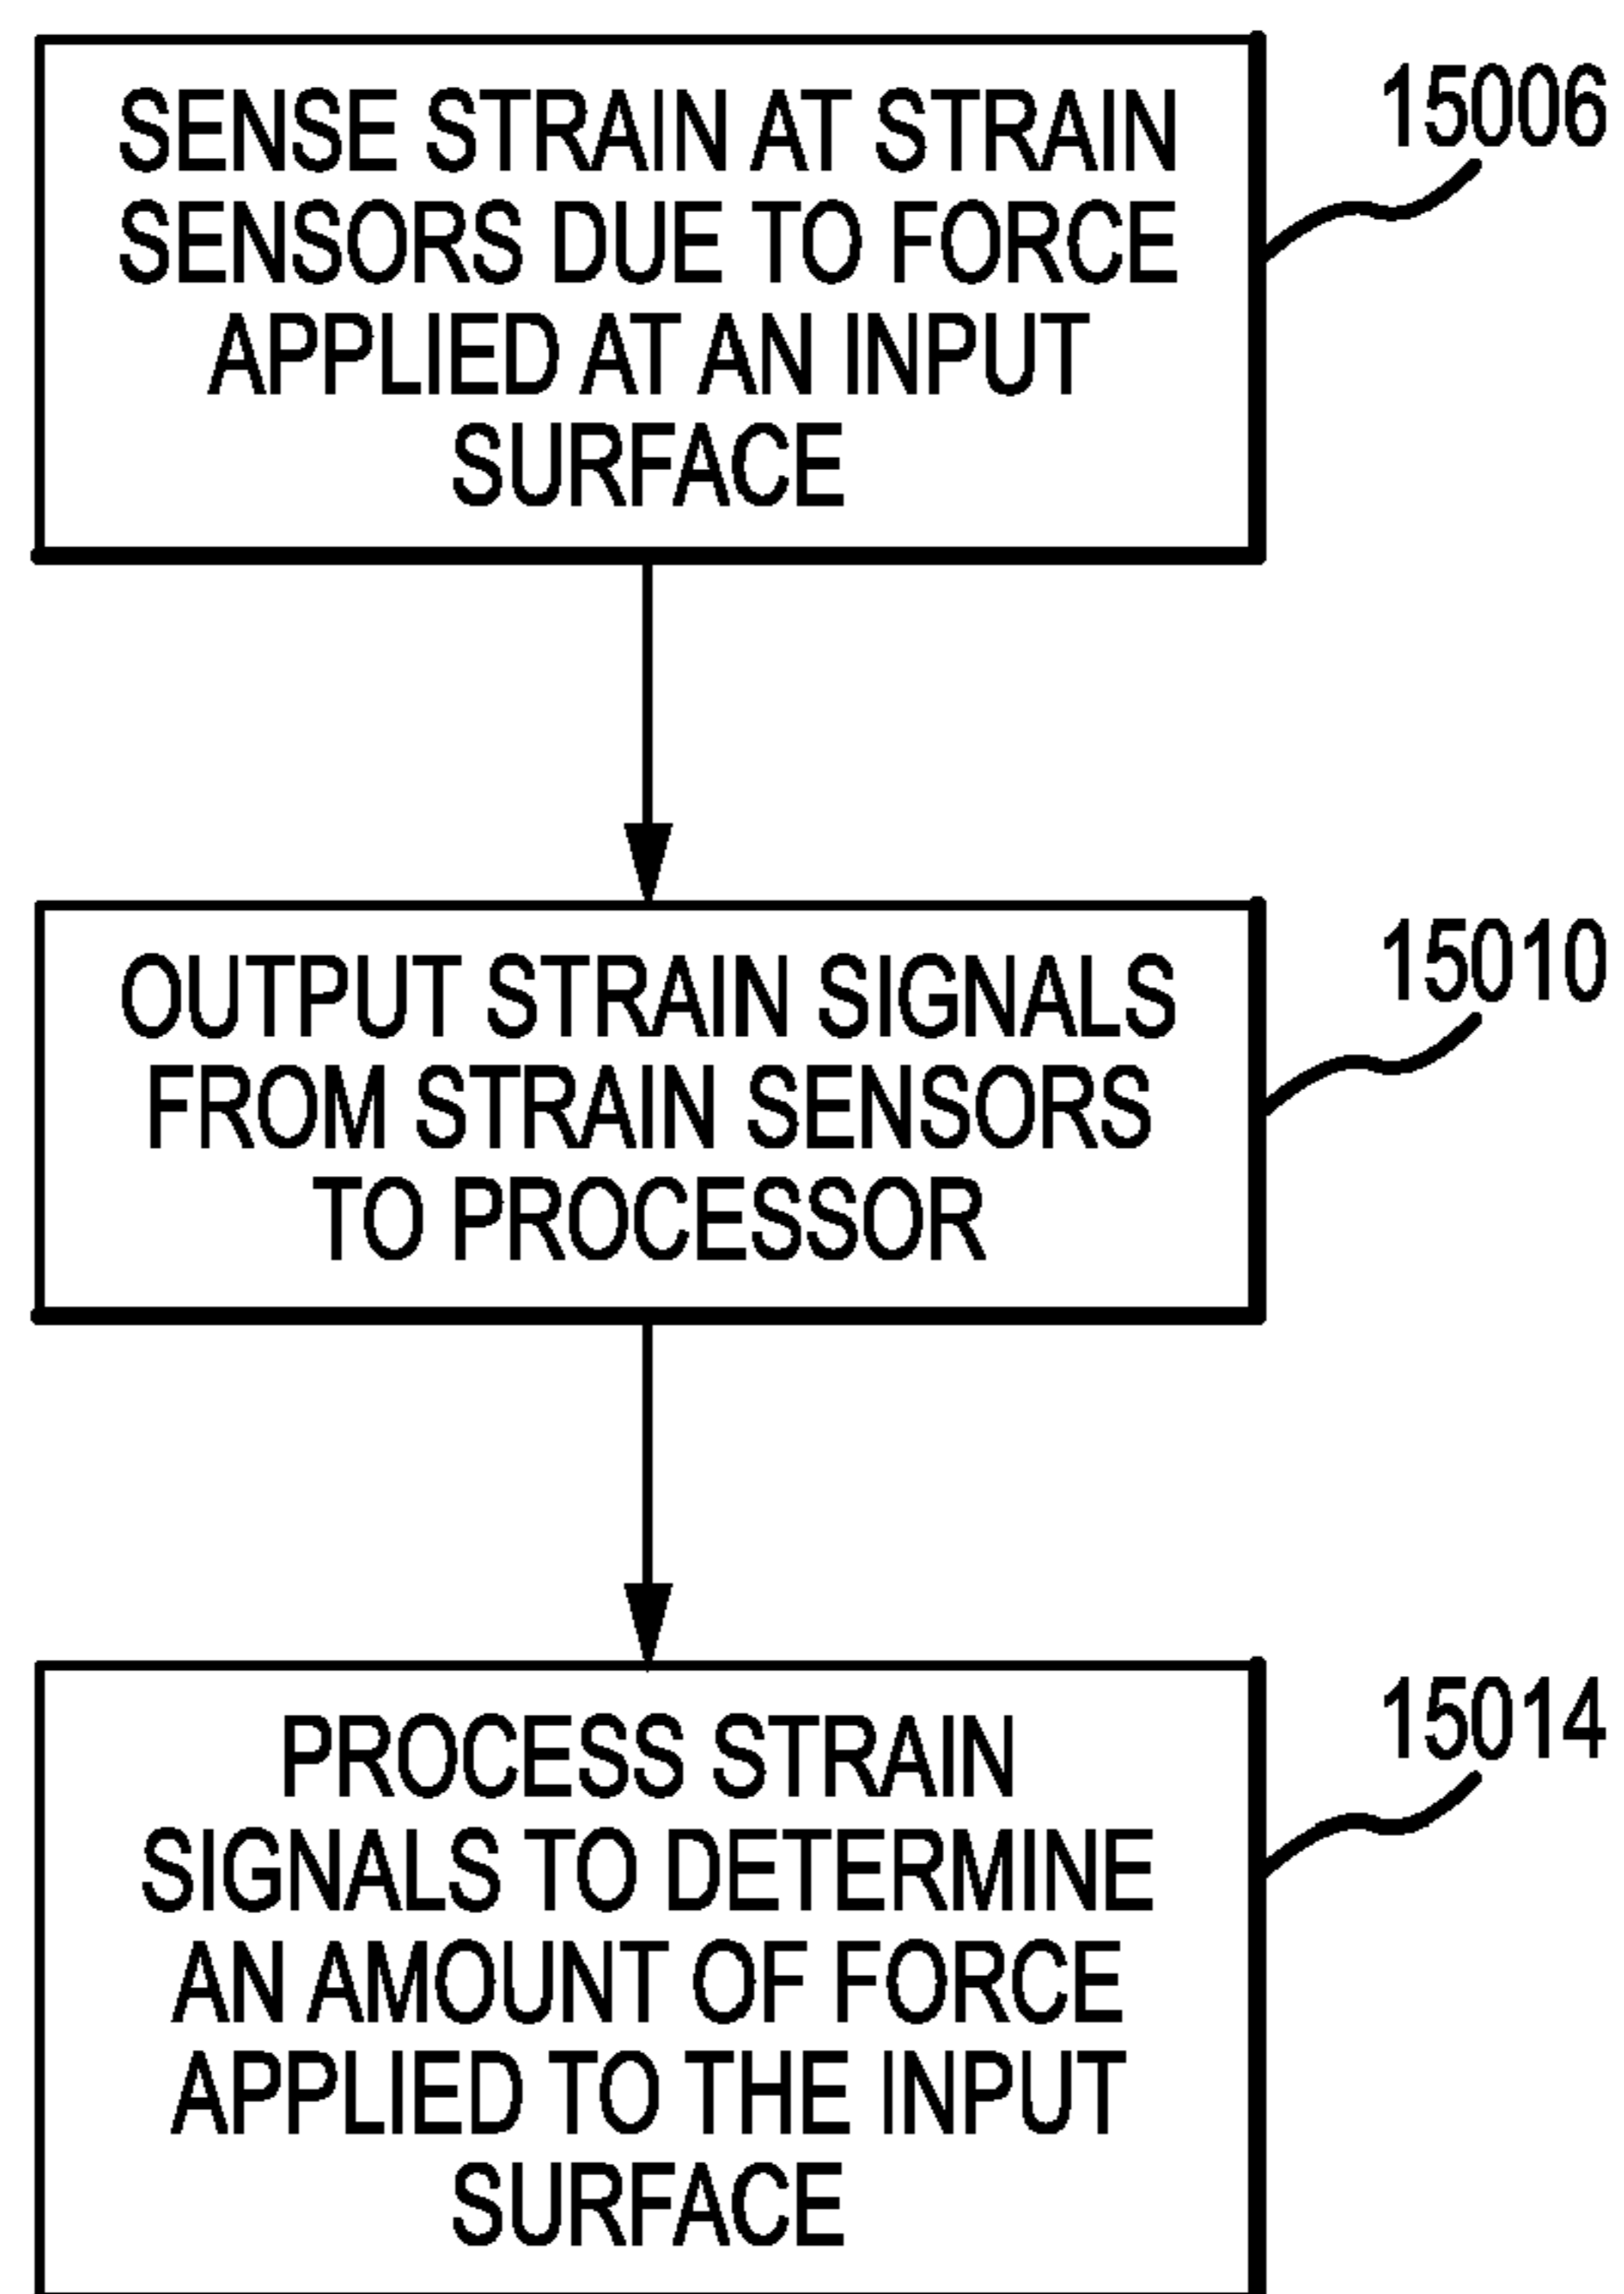 SENSE STRAIN AT STRAIN
SENSORS DUE TO FORCE
APPLIED AT AN INPUT
SURFACE
15006
OUTPUT STRAIN SIGNALS
FROM STRAIN SENSORS
TO PROCESSOR
15010
PROCESS STRAIN
SIGNALS TO DETERMINE
AN AMOUNT OF FORCE
APPLIED TO THE INPUT
SURFACE
15014